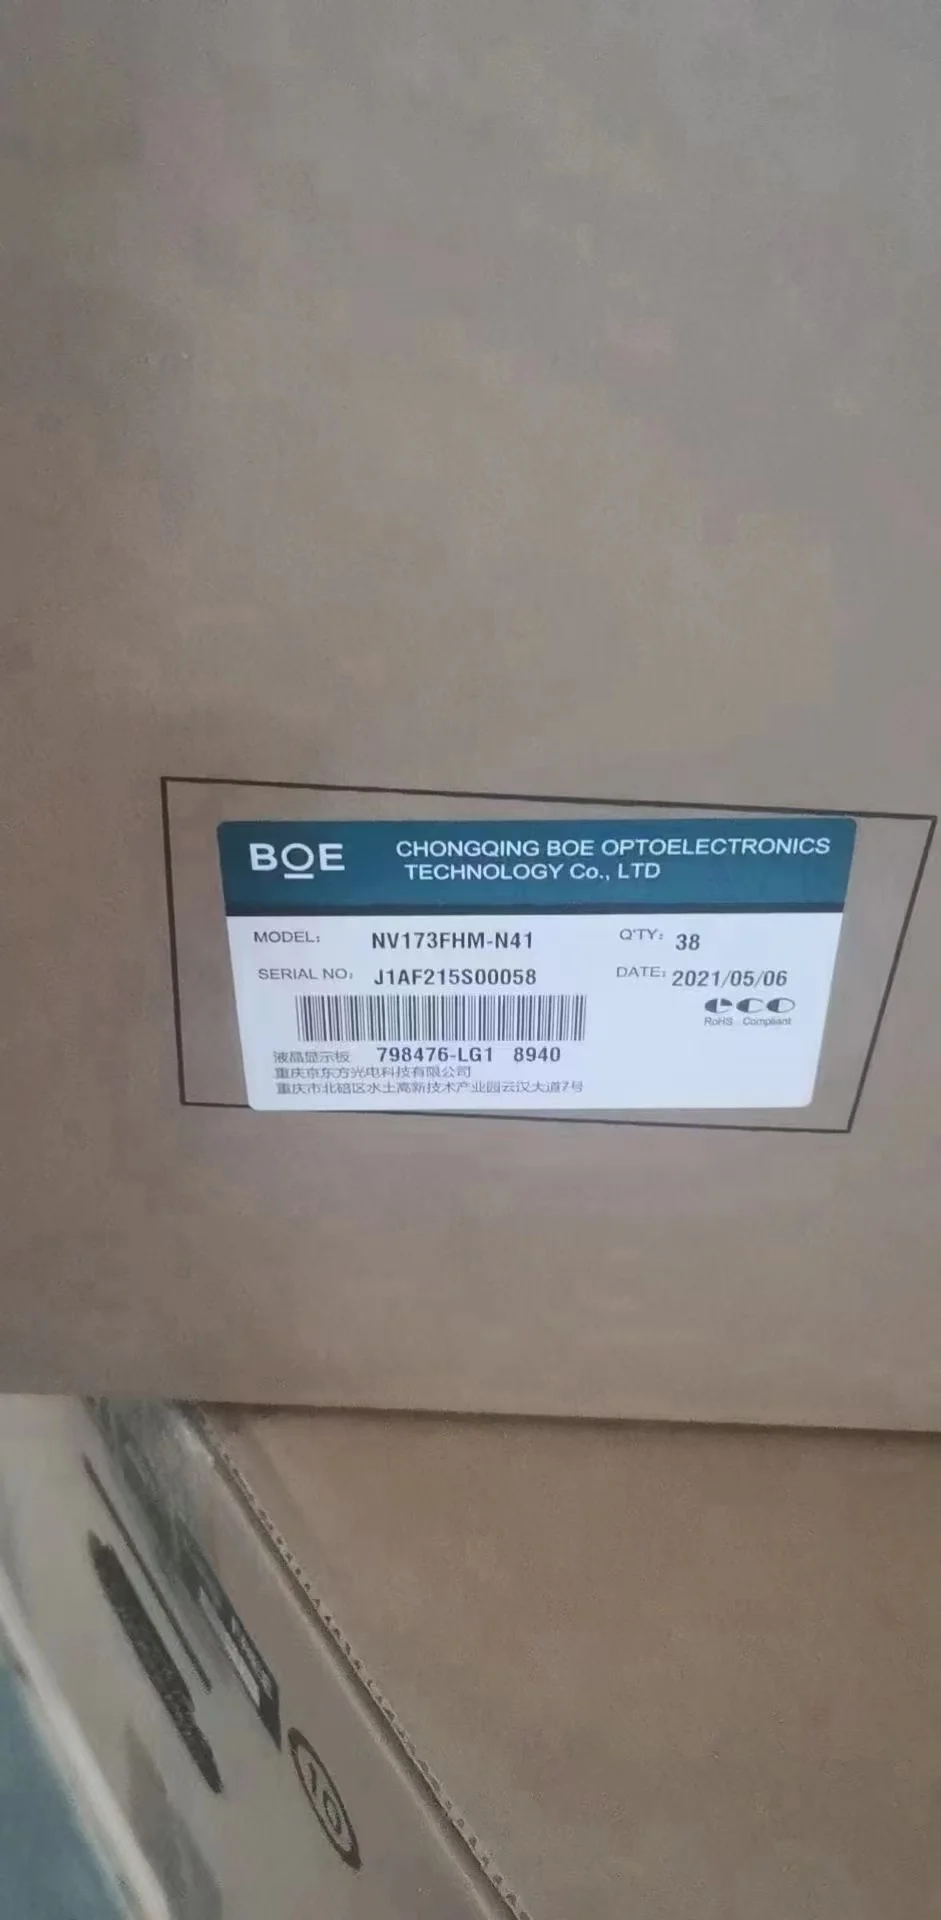 BOE
CHONGQING BOE OPTOELECTRONICS
TECHNOLOGY Co., LTD
MODEL: NV173FHM-N41 Q'TY: 38
SERIAL NO: J1AF215S00058 DATE: 2021/05/06
eco
RoHS Compliant
液晶显示板 798476-LG1 8940
重庆京东方光电科技有限公司
重庆市北碚区水土高新技术产业园云汉大道7号
10